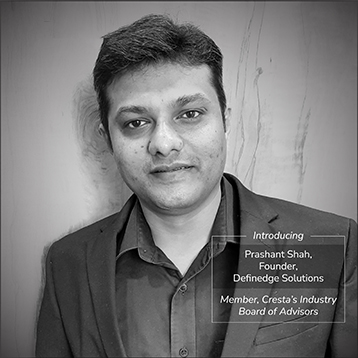 Introducing
Prashant Shah,
Founder,
Definedge Solutions
Member, Cresta's Industry
Board of Advisors